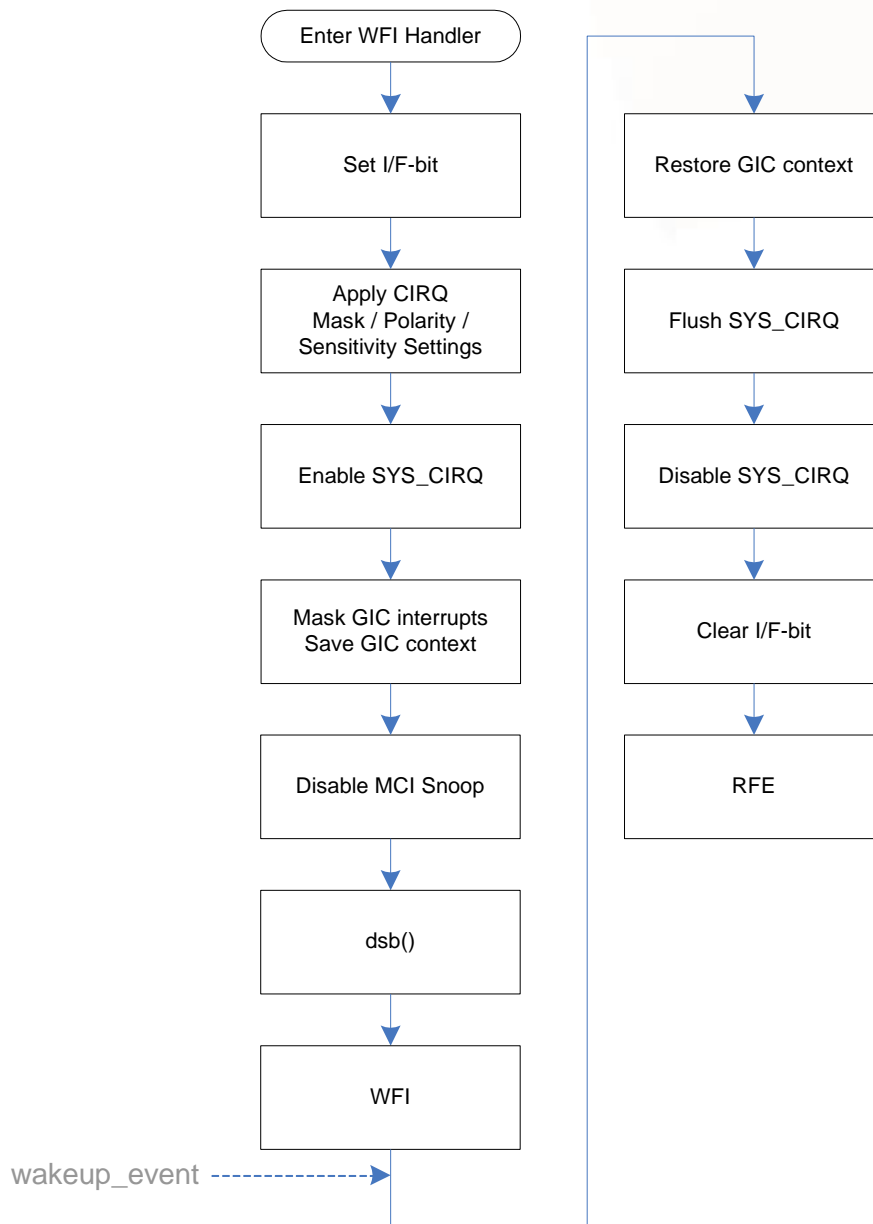 Enter WFI Handler
Set I/F-bit
Apply CIRQ
Mask / Polarity /
Sensitivity Settings
Enable SYS_CIRQ
Mask GIC interrupts
Save GIC context
Disable MCI Snoop
dsb()
WFI
wakeup_event
Restore GIC context
Flush SYS_CIRQ
Disable SYS_CIRQ
Clear I/F-bit
RFE